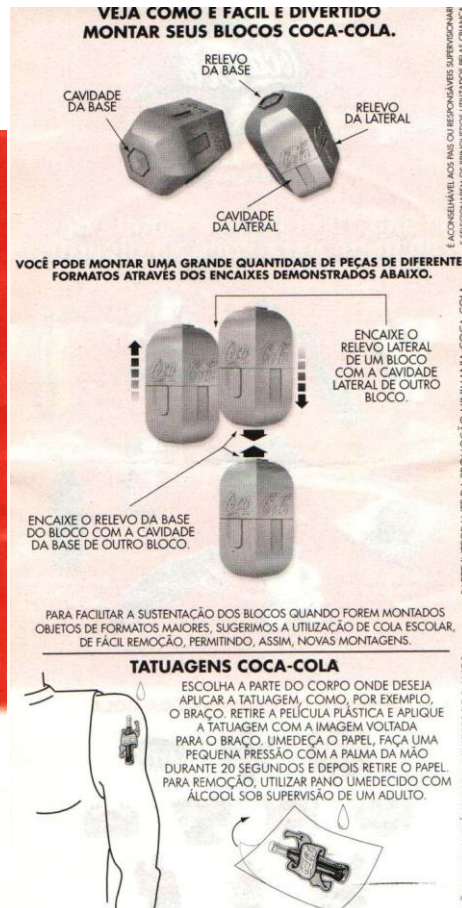 VEJA COMO É FÁCIL E DIVERTIDO
MONTAR SEUS BLOCOS COCA-COLA.
RELEVO
DA BASE
CAVIDADE
DA BASE
RELEVO
DA LATERAL
CAVIDADE
DA LATERAL
VOCÊ PODE MONTAR UMA GRANDE QUANTIDADE DE PEÇAS DE DIFERENTE
FORMATOS ATRAVÉS DOS ENCAIXES DEMONSTRADOS ABAIXO.
ENCAIXE O
RELEVO LATERAL
DE UM BLOCO
COM A CAVIDADE
LATERAL DE OUTRO
BLOCO.
ENCAIXE O RELEVO DA BASE
DO BLOCO COM A CAVIDADE
DA BASE DE OUTRO BLOCO.
PARA FACILITAR A SUSTENTAÇÃO DOS BLOCOS QUANDO FOREM MONTADOS
OBJETOS DE FORMATOS MAIORES, SUGERIMOS A UTILIZAÇÃO DE COLA ESCOLAR,
DE FÁCIL REMOÇÃO, PERMITINDO, ASSIM, NOVAS MONTAGENS.
TATUAGENS COCA-COLA
ESCOLHA A PARTE DO CORPO ONDE DESEJA
APLICAR A TATUAGEM, COMO, POR EXEMPLO,
O BRAÇO. RETIRE A PELÍCULA PLÁSTICA E APLIQUE
A TATUAGEM COM A IMAGEM VOLTADA
PARA O BRAÇO. UMEDEÇA O PAPEL, FAÇA UMA
PEQUENA PRESSÃO COM A PALMA DA MÃO
DURANTE 20 SEGUNDOS E DEPOIS RETIRE O PAPEL.
PARA REMOÇÃO, UTILIZAR PANO UMEDECIDO COM
ÁLCOOL SOB SUPERVISÃO DE UM ADULTO.
É ACONSELHÁVEL AOS PAIS OU RESPONSÁVEIS